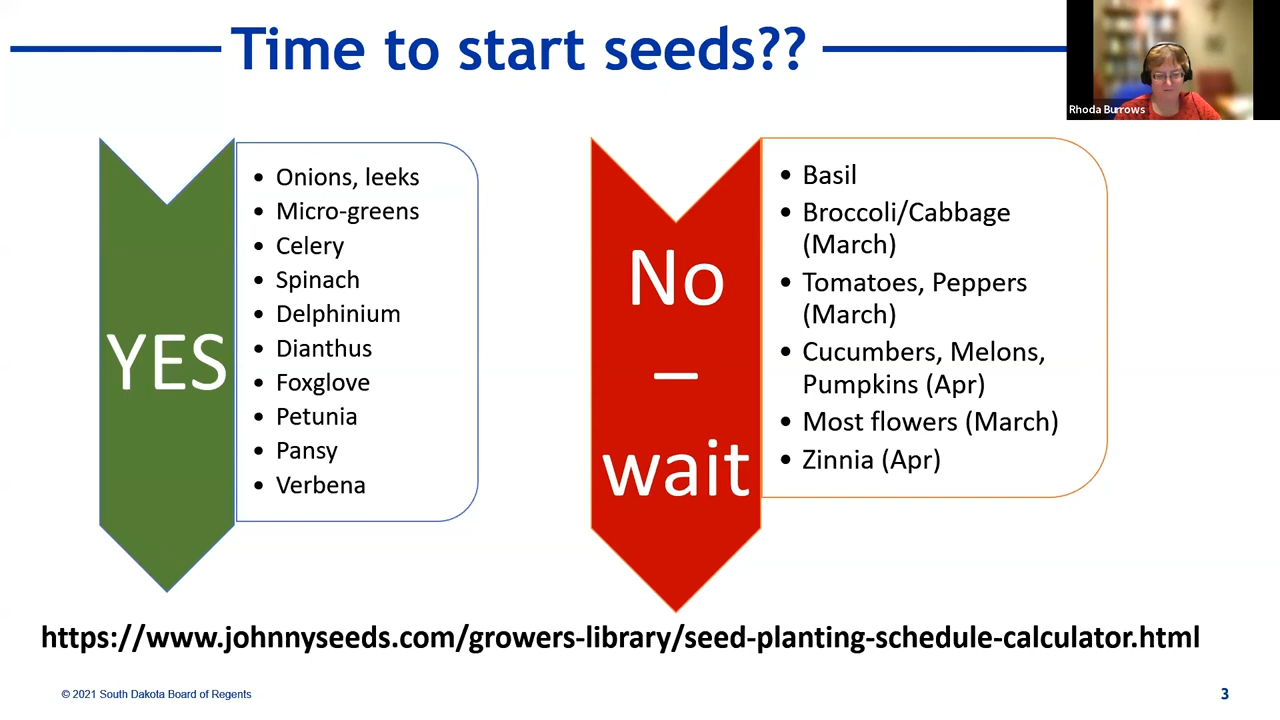 Time to start seeds??
Rhoda Burrows
YES
• Onions, leeks
• Micro-greens
• Celery
• Spinach
• Delphinium
• Dianthus
• Foxglove
• Petunia
• Pansy
• Verbena
No
–
wait
• Basil
• Broccoli/Cabbage
(March)
• Tomatoes, Peppers
(March)
• Cucumbers, Melons,
Pumpkins (Apr)
• Most flowers (March)
• Zinnia (Apr)
https://www.johnnyseeds.com/growers-library/seed-planting-schedule-calculator.html
© 2021 South Dakota Board of Regents
3